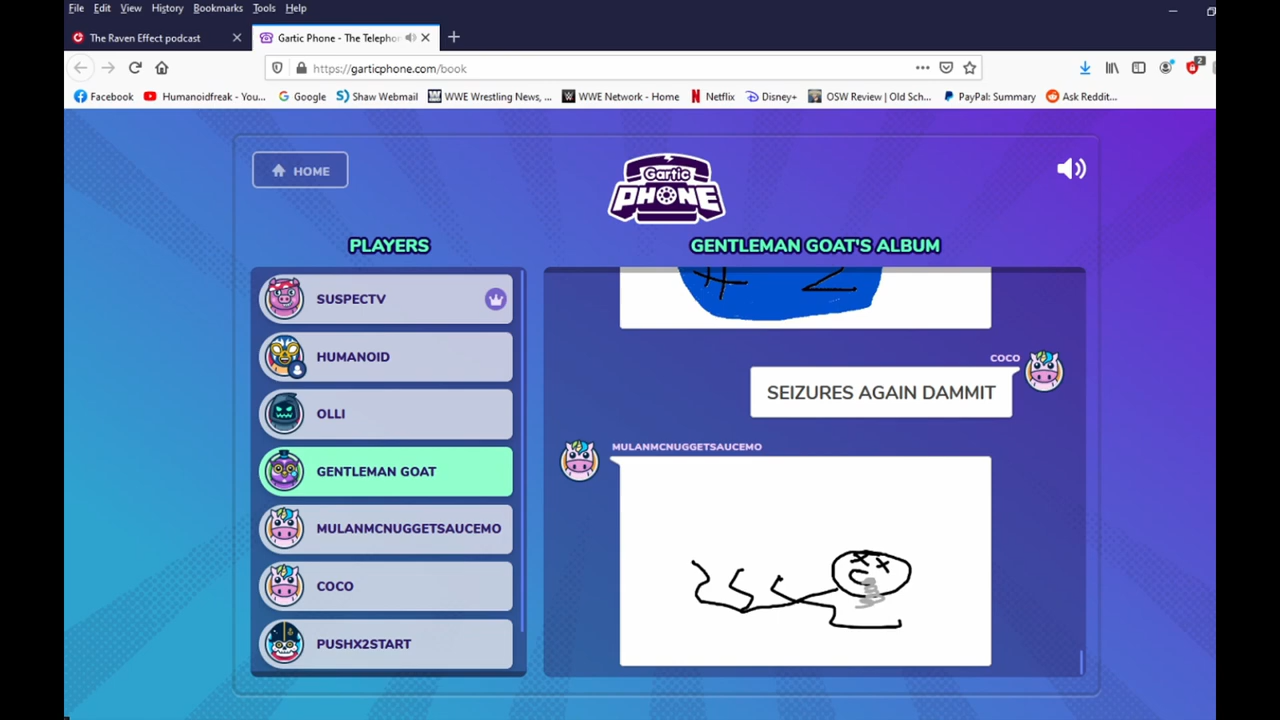 File Edit View History Bookmarks Tools Help
The Raven Effect podcast
Gartic Phone - The Telepho
https://garticphone.com/book
Facebook Humanoidfreak - You... Google Shaw Webmail WWE Wrestling News, ... WWE Network - Home Netflix Disney+ OSW Review | Old Sch... PayPal: Summary Ask Reddit...
2
HOME
Gartic
PHONE
PLAYERS
GENTLEMAN GOAT'S ALBUM
SUSPECTV
HUMANOID
OLLI
GENTLEMAN GOAT
MULANMCNUGGETSAUCEMO
COCO
PUSHX2START
# 2
COCO
SEIZURES AGAIN DAMMIT
MULANMCNUGGETSAUCEMO